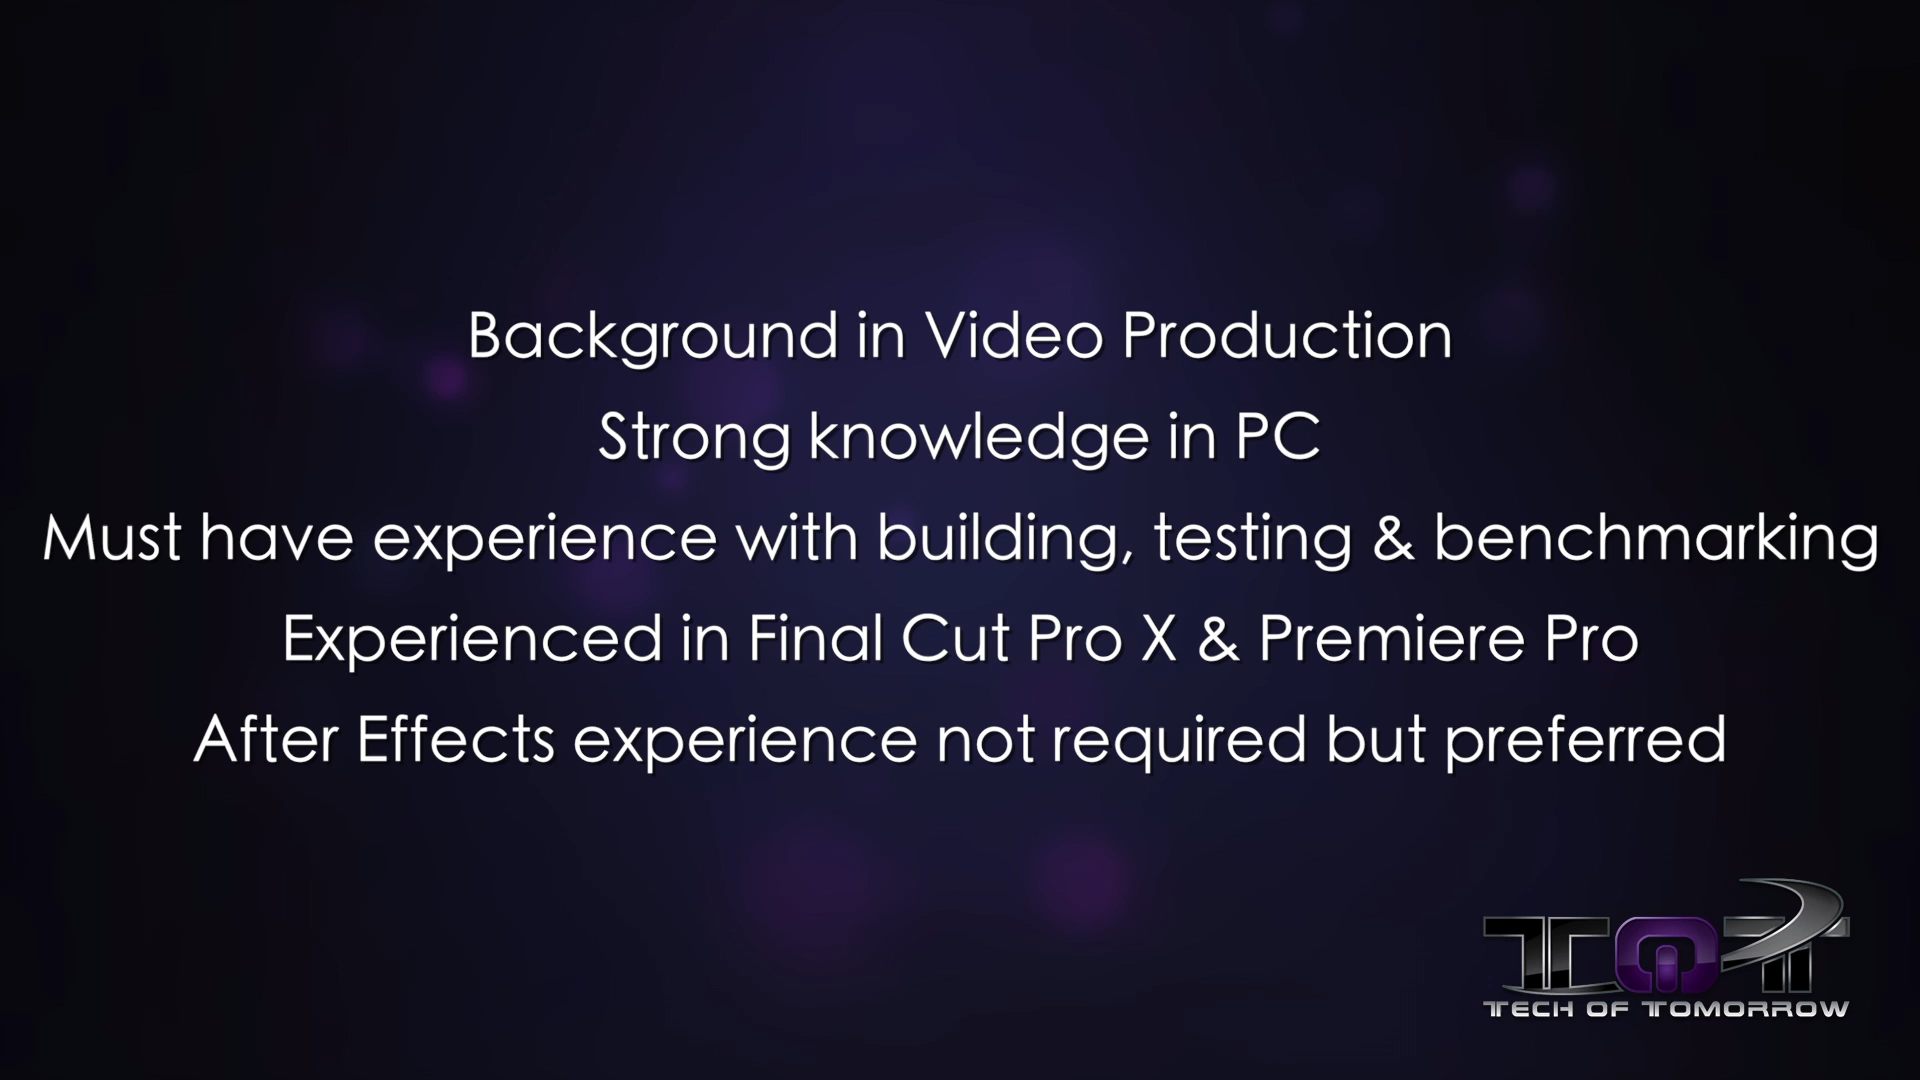 Background in Video Production
Strong knowledge in PC
Must have experience with building, testing & benchmarking
Experienced in Final Cut Pro X & Premiere Pro
After Effects experience not required but preferred
TOT
TECH OF TOMORROW